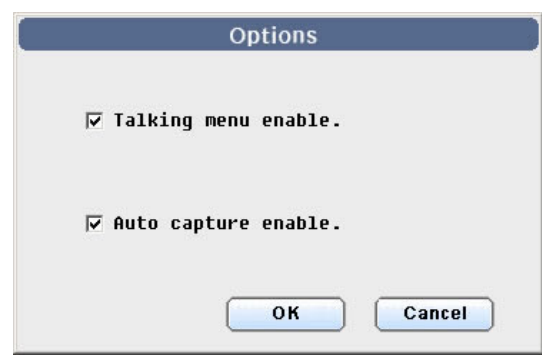 Options
Talking menu enable.
Auto capture enable.
OK Cancel